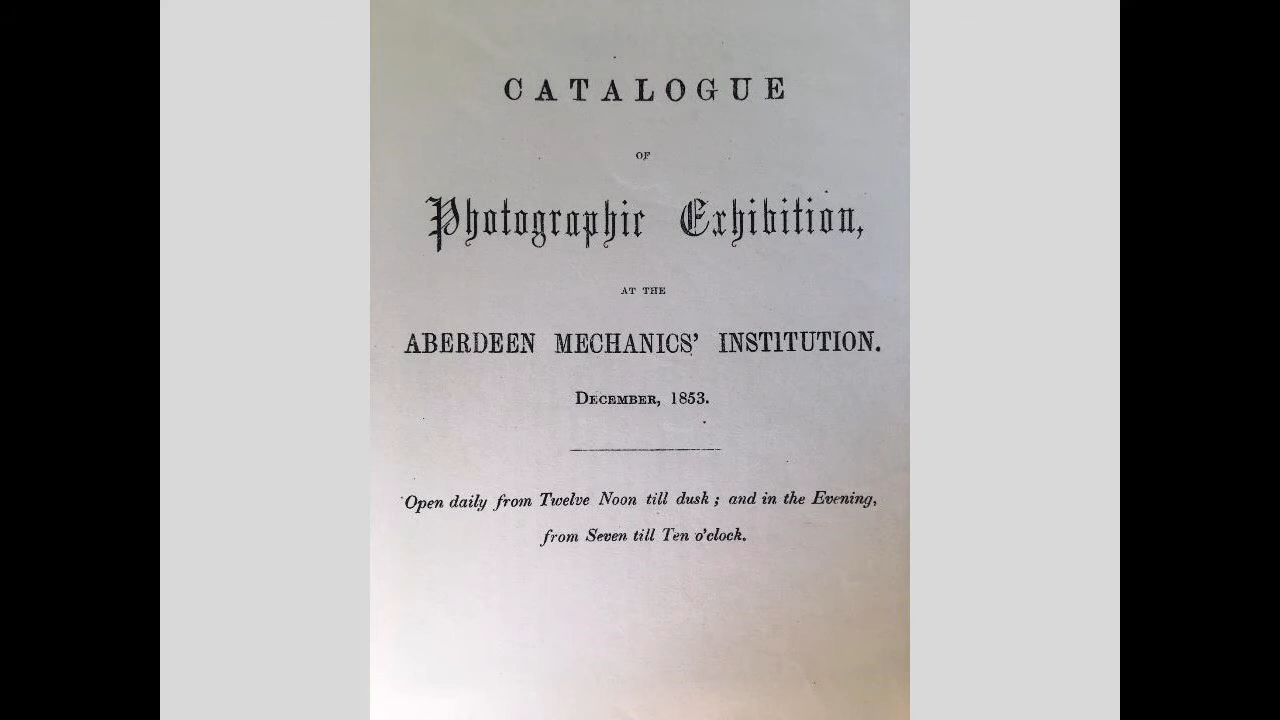 CATALOGUE
OF
Photographic Exhibition,
AT THE
ABERDEEN MECHANICS' INSTITUTION.
DECEMBER, 1853.
Open daily from Twelve Noon till dusk; and in the Evening,
from Seven till Ten o'clock.